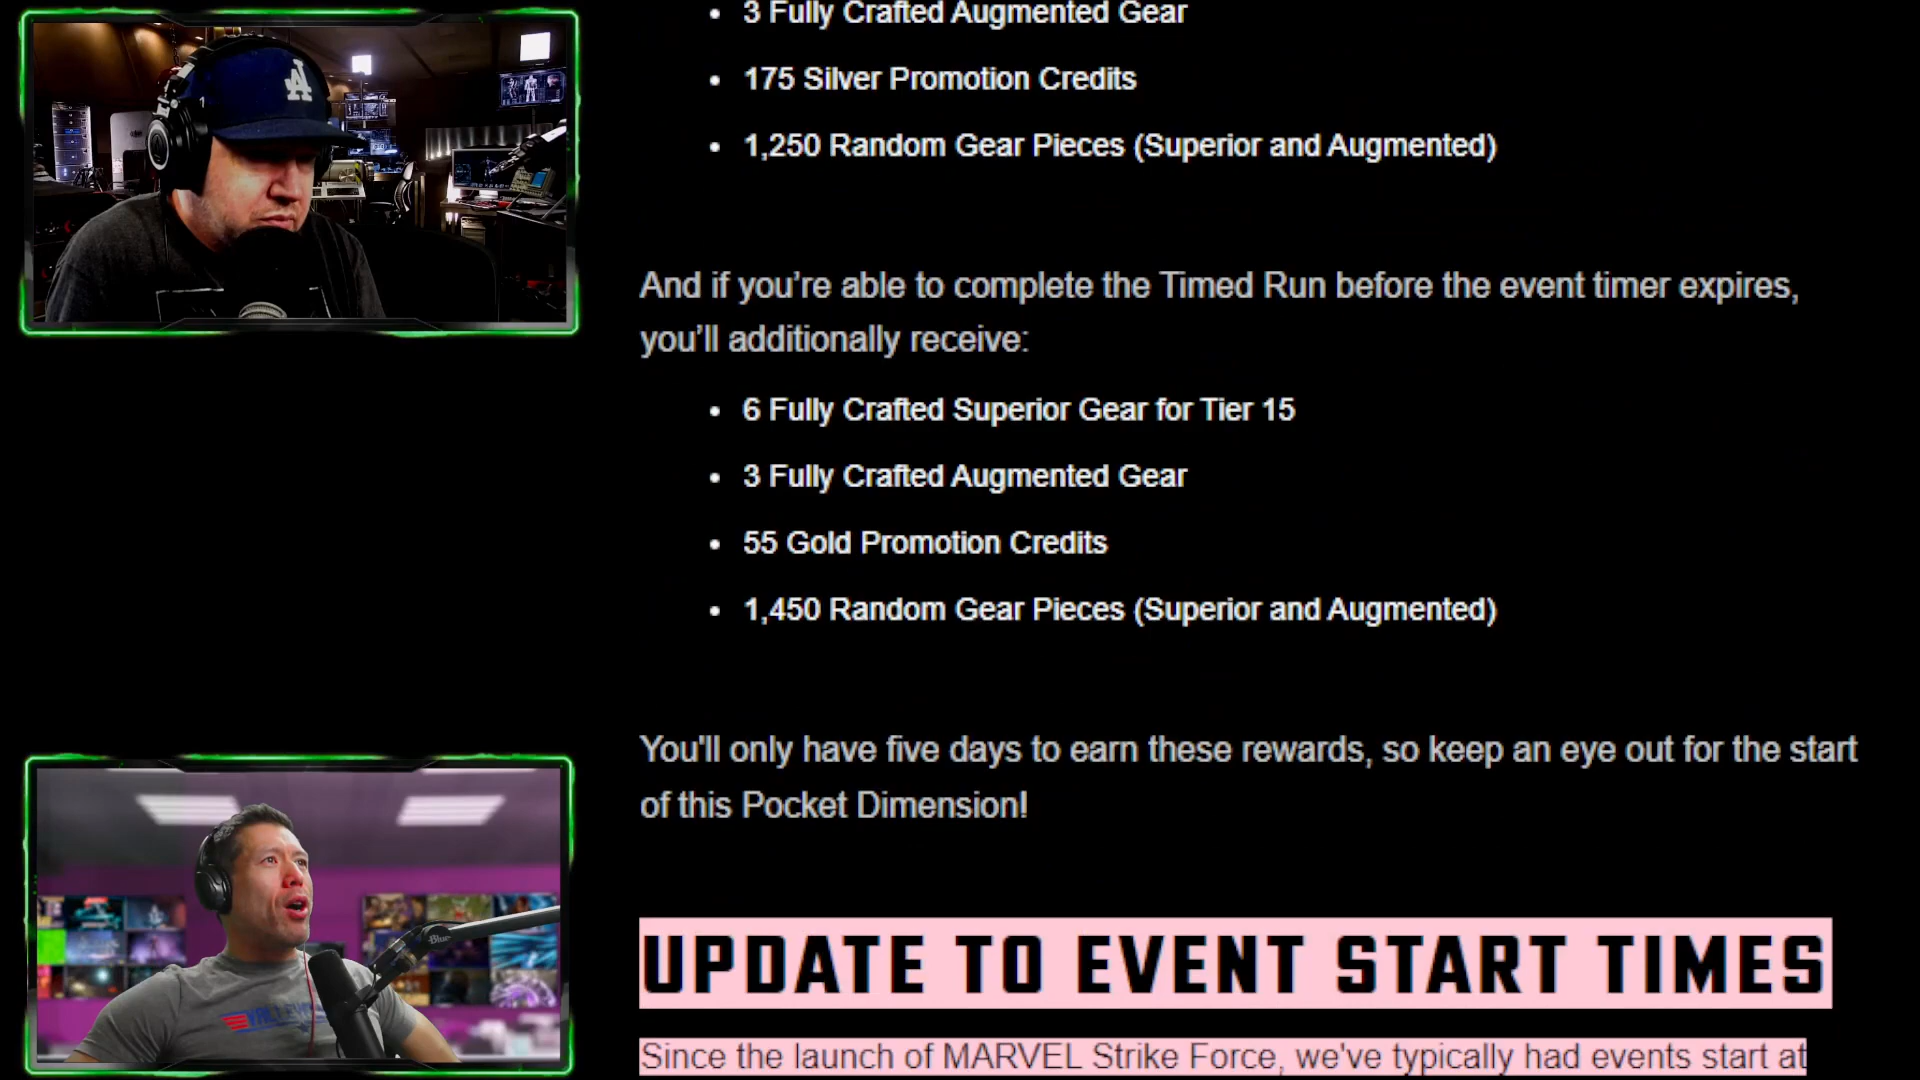 3 Fully Crafted Augmented Gear
175 Silver Promotion Credits
1,250 Random Gear Pieces (Superior and Augmented)
And if you’re able to complete the Timed Run before the event timer expires,
you’ll additionally receive:
6 Fully Crafted Superior Gear for Tier 15
3 Fully Crafted Augmented Gear
55 Gold Promotion Credits
1,450 Random Gear Pieces (Superior and Augmented)
You'll only have five days to earn these rewards, so keep an eye out for the start
of this Pocket Dimension!
UPDATE TO EVENT START TIMES
Since the launch of MARVEL Strike Force, we've typically had events start at
LA
Blue